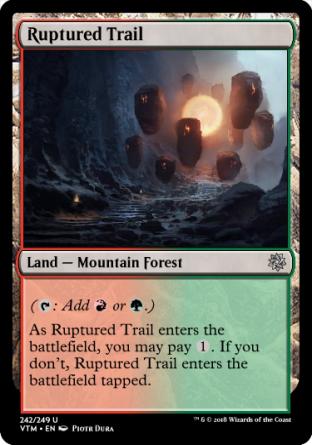 Ruptured Trail
Land — Mountain Forest
(: Add or .)
As Ruptured Trail enters the
battlefield, you may pay 1. If you
don't, Ruptured Trail enters the
battlefield tapped.
242/249 U
VTM • EN Piotr Dura
™ & © 2018 Wizards of the Coast